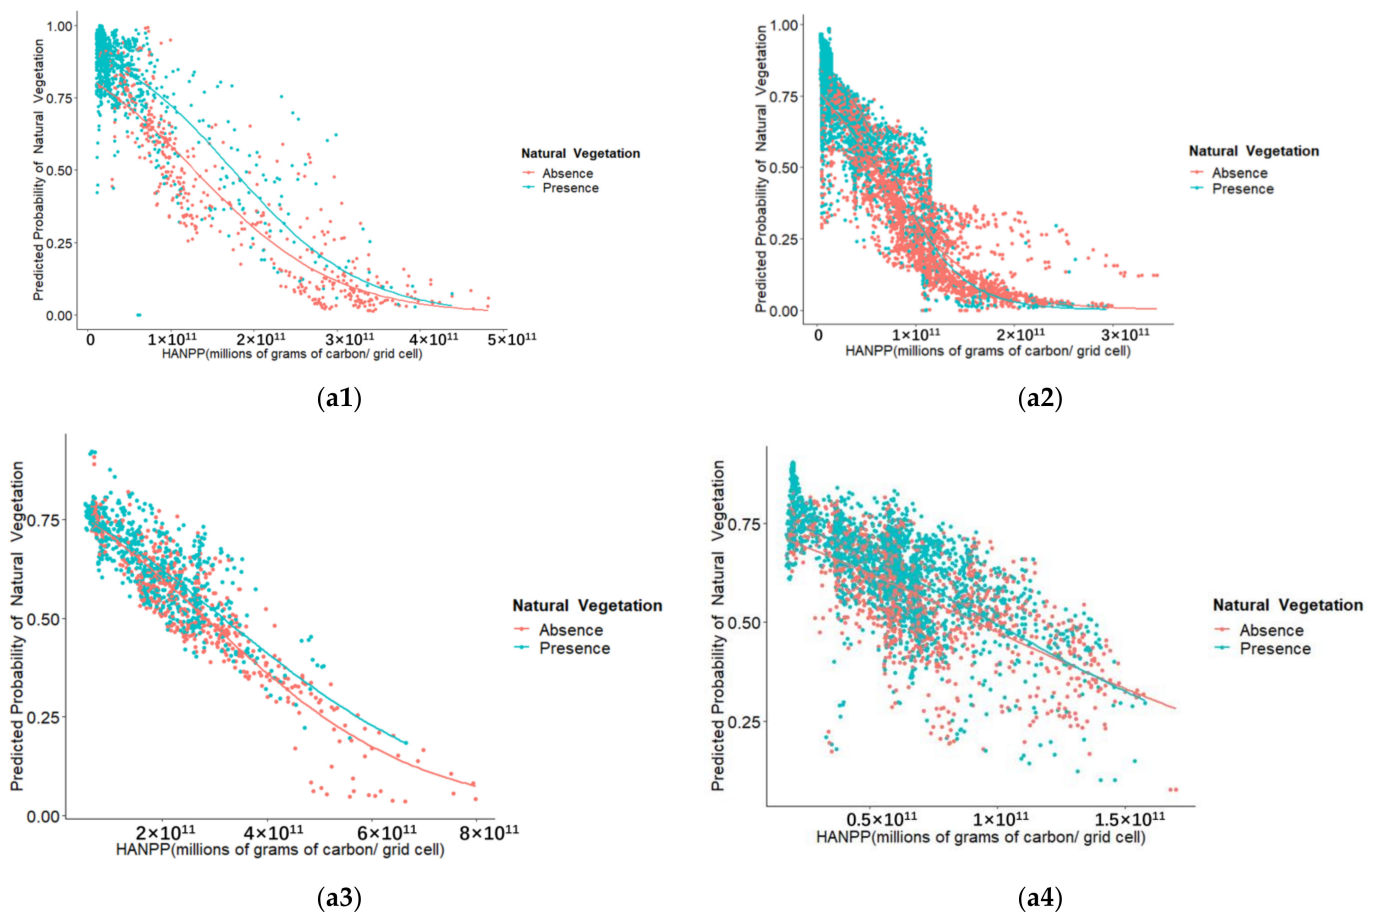 1.00
0.75
0.50
0.25
0.00
Predicted Probability of Natural Vegetation
0
1×10¹¹
2×10¹¹
3×10¹¹
4×10¹¹
5×10¹¹
HANPP(millions of grams of carbon/ grid cell)
Natural Vegetation
Absence
Presence
(a1)
1.00
0.75
0.50
0.25
0.00
Predicted Probability of Natural Vegetation
0
1×10¹¹
2×10¹¹
3×10¹¹
HANPP(millions of grams of carbon/ grid cell)
Natural Vegetation
Absence
Presence
(a2)
0.75
0.50
0.25
0.00
Predicted Probability of Natural Vegetation
2×10¹¹
4×10¹¹
6×10¹¹
8×10¹¹
HANPP(millions of grams of carbon/ grid cell)
Natural Vegetation
Absence
Presence
(a3)
0.75
0.50
0.25
Predicted Probability of Natural Vegetation
0.5×10¹¹
1×10¹¹
1.5×10¹¹
HANPP(millions of grams of carbon/ grid cell)
Natural Vegetation
Absence
Presence
(a4)